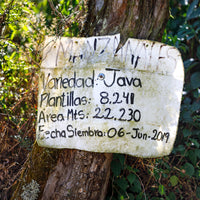 Variedad: Java
Plantillas: 8.241
Area Mts: 22.230
Fecha Siembra: 06-Jun-2019